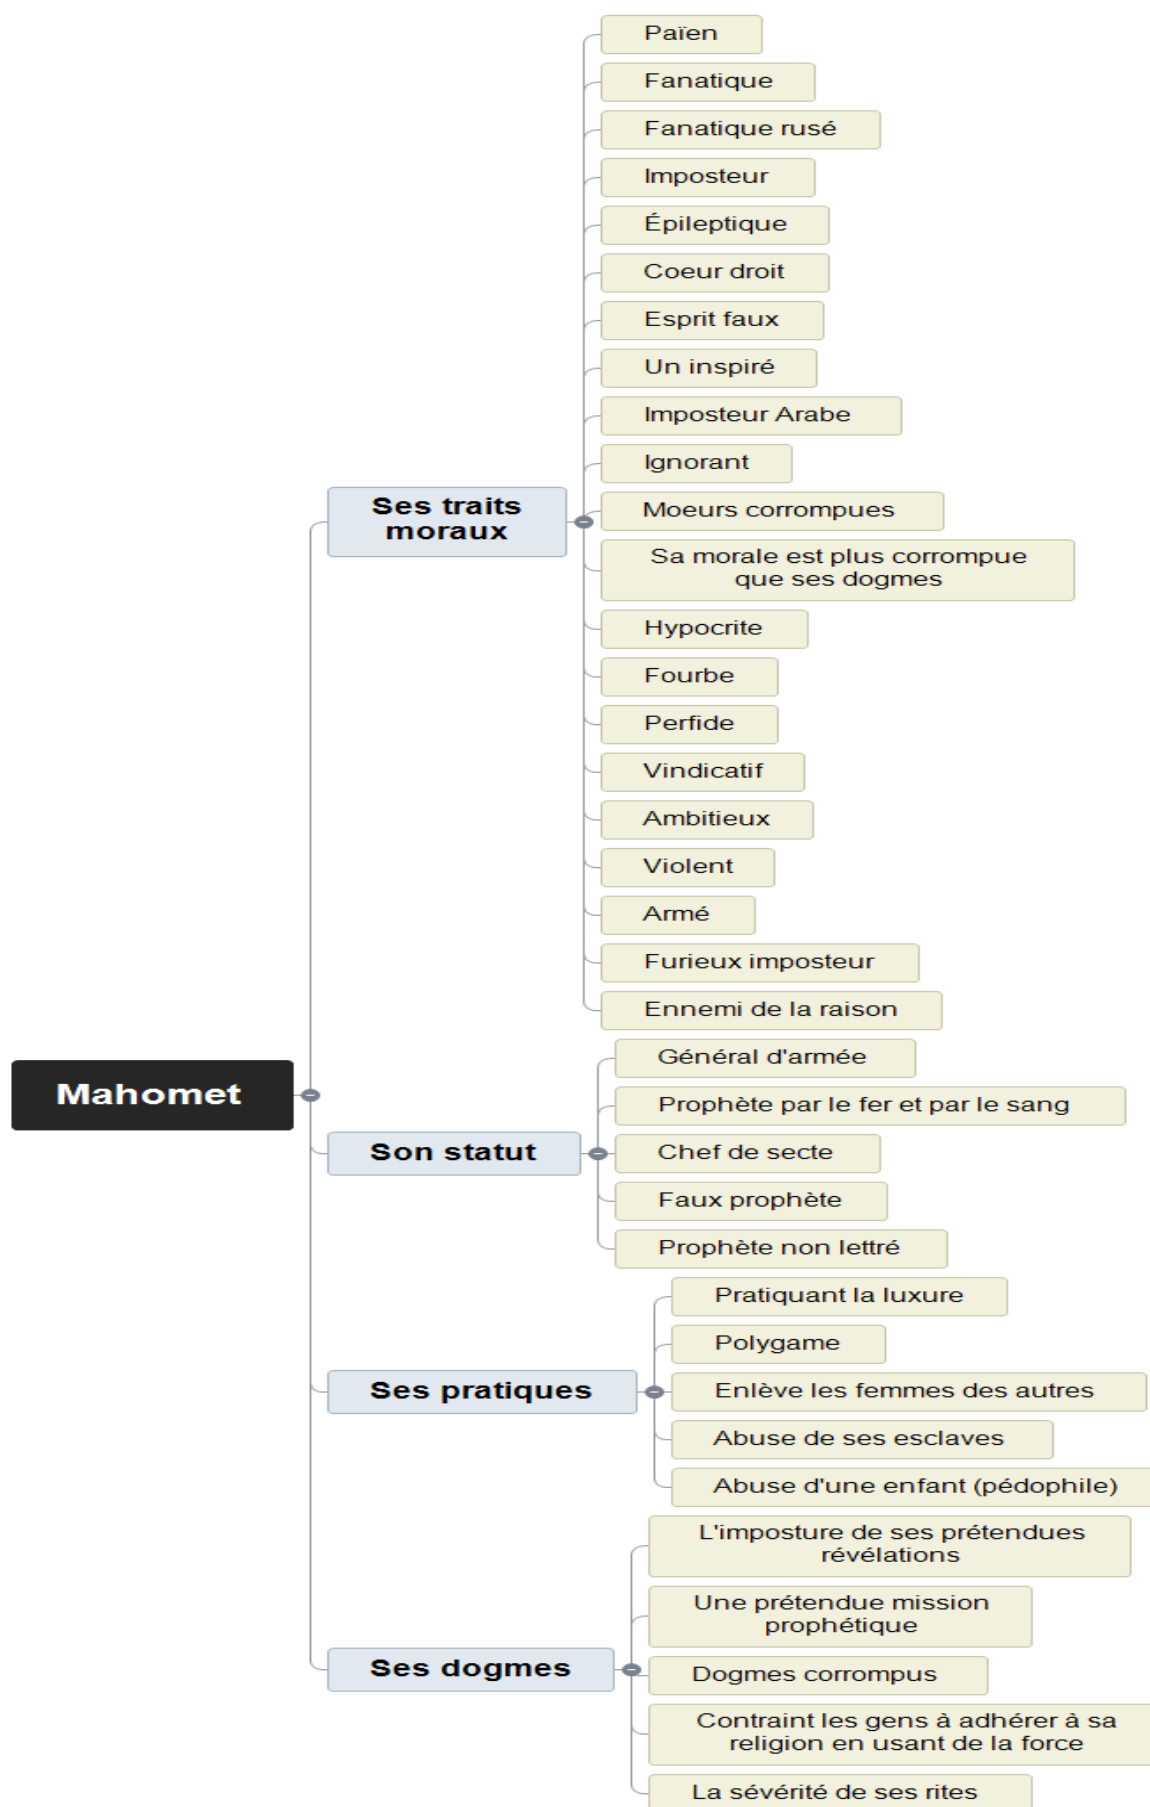 Païen
Fanatique
Fanatique rusé
Imposteur
Épileptique
Coeur droit
Esprit faux
Un inspiré
Imposteur Arabe
Ignorant
Ses traits
moraux
Moeurs corrompues
Sa morale est plus corrompue
que ses dogmes
Hypocrite
Fourbe
Perfide
Vindicatif
Ambitieux
Violent
Armé
Furieux imposteur
Ennemi de la raison
Mahomet
Général d'armée
Prophète par le fer et par le sang
Son statut
Chef de secte
Faux prophète
Prophète non lettré
Pratiquant la luxure
Polygame
Ses pratiques
Enlève les femmes des autres
Abuse de ses esclaves
Abuse d'une enfant (pédophile)
L'imposture de ses prétendues
révélations
Une prétendue mission
prophétique
Ses dogmes
Dogmes corrompus
Contraint les gens à adhérer à sa
religion en usant de la force
La sévérité de ses rites